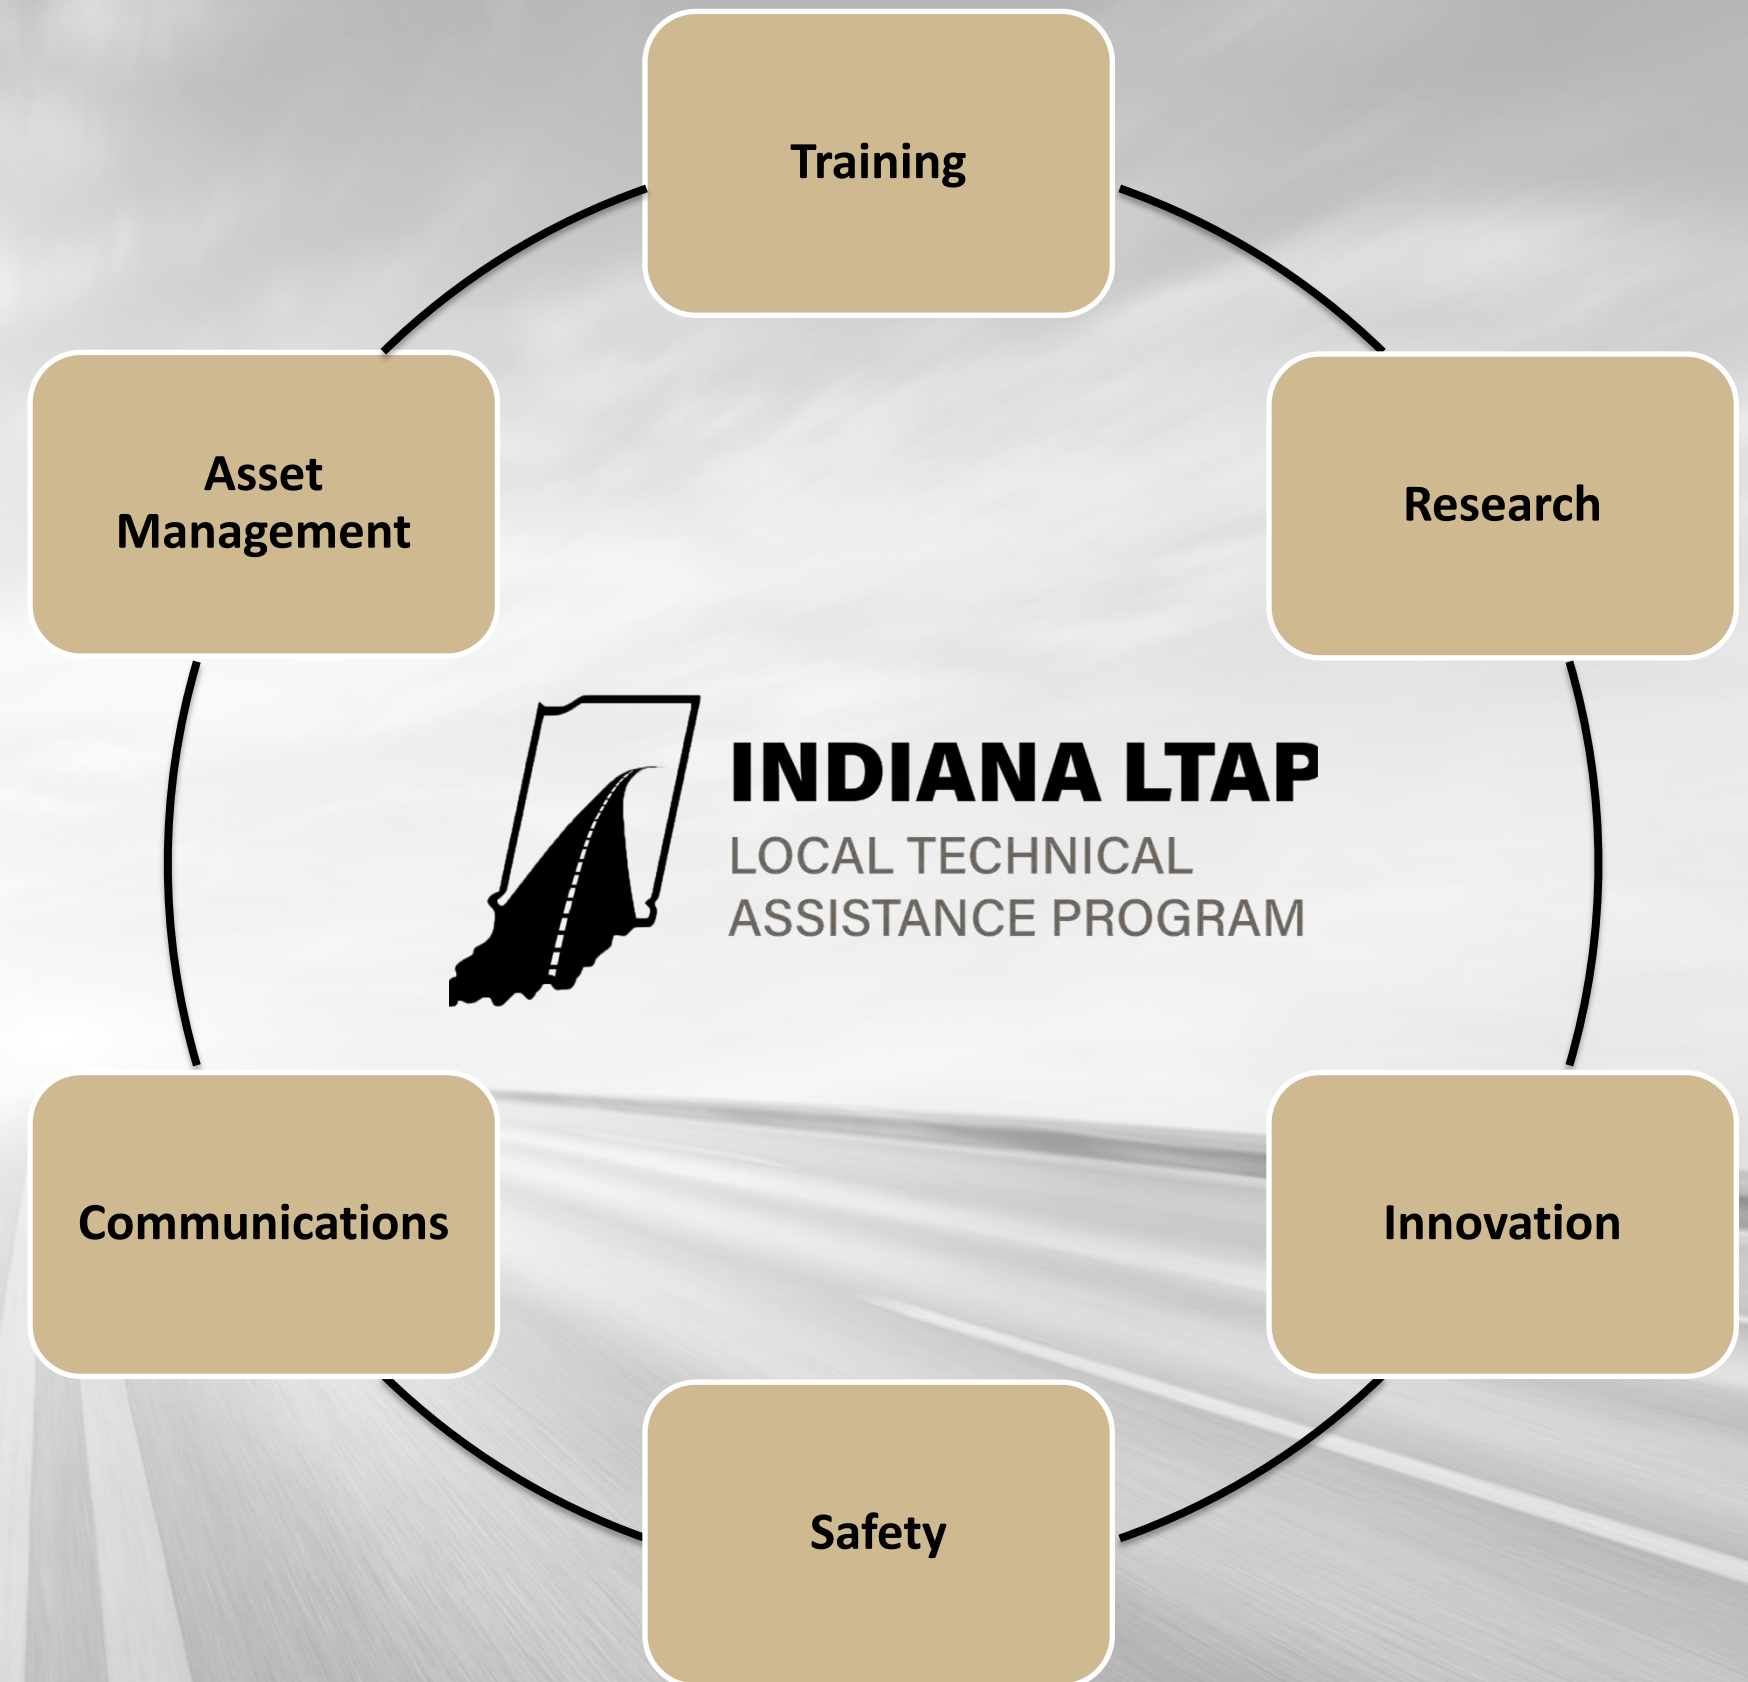 Training
Asset
Management
Research
INDIANA LTAP
LOCAL TECHNICAL
ASSISTANCE PROGRAM
Communications
Innovation
Safety